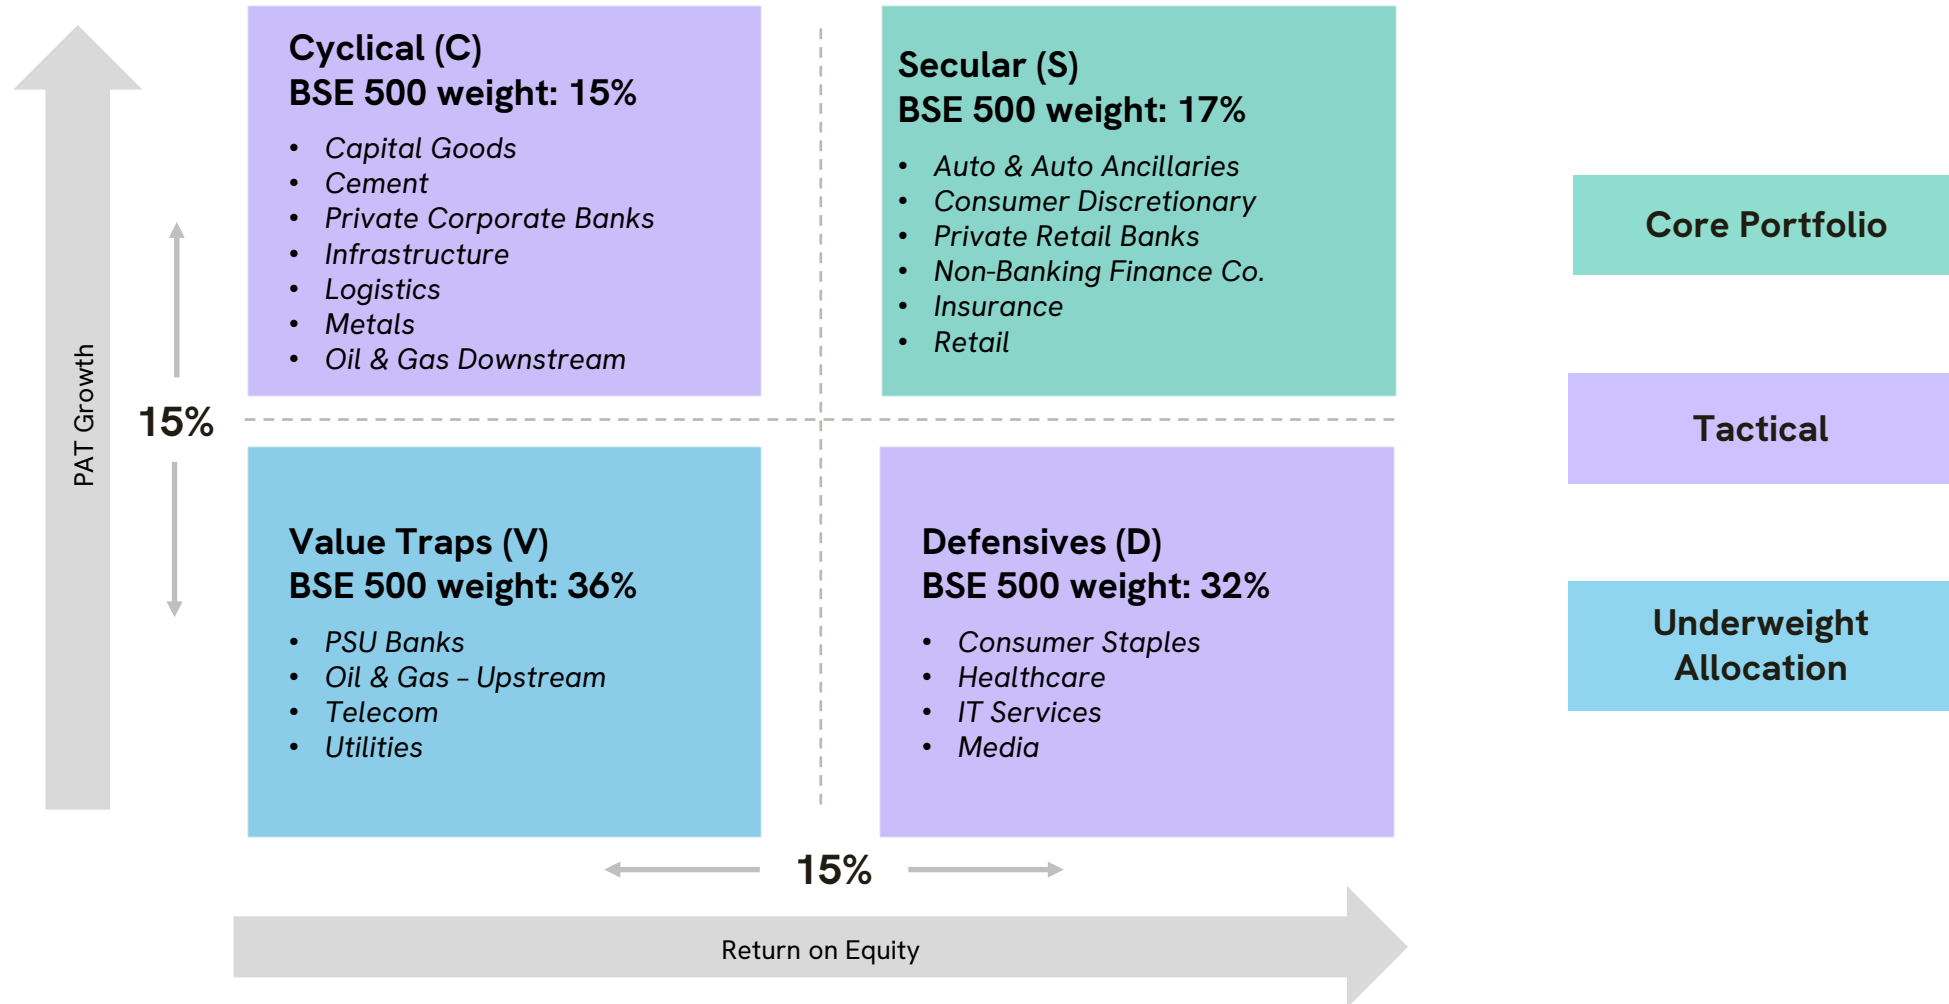 Cyclical (C)
BSE 500 weight: 15%
• Capital Goods
• Cement
• Private Corporate Banks
• Infrastructure
• Logistics
• Metals
• Oil & Gas Downstream
Secular (S)
BSE 500 weight: 17%
• Auto & Auto Ancillaries
• Consumer Discretionary
• Private Retail Banks
• Non-Banking Finance Co.
• Insurance
• Retail
Core Portfolio
PAT Growth
15%
Tactical
Value Traps (V)
BSE 500 weight: 36%
• PSU Banks
• Oil & Gas – Upstream
• Telecom
• Utilities
Defensives (D)
BSE 500 weight: 32%
• Consumer Staples
• Healthcare
• IT Services
• Media
Underweight
Allocation
15%
Return on Equity